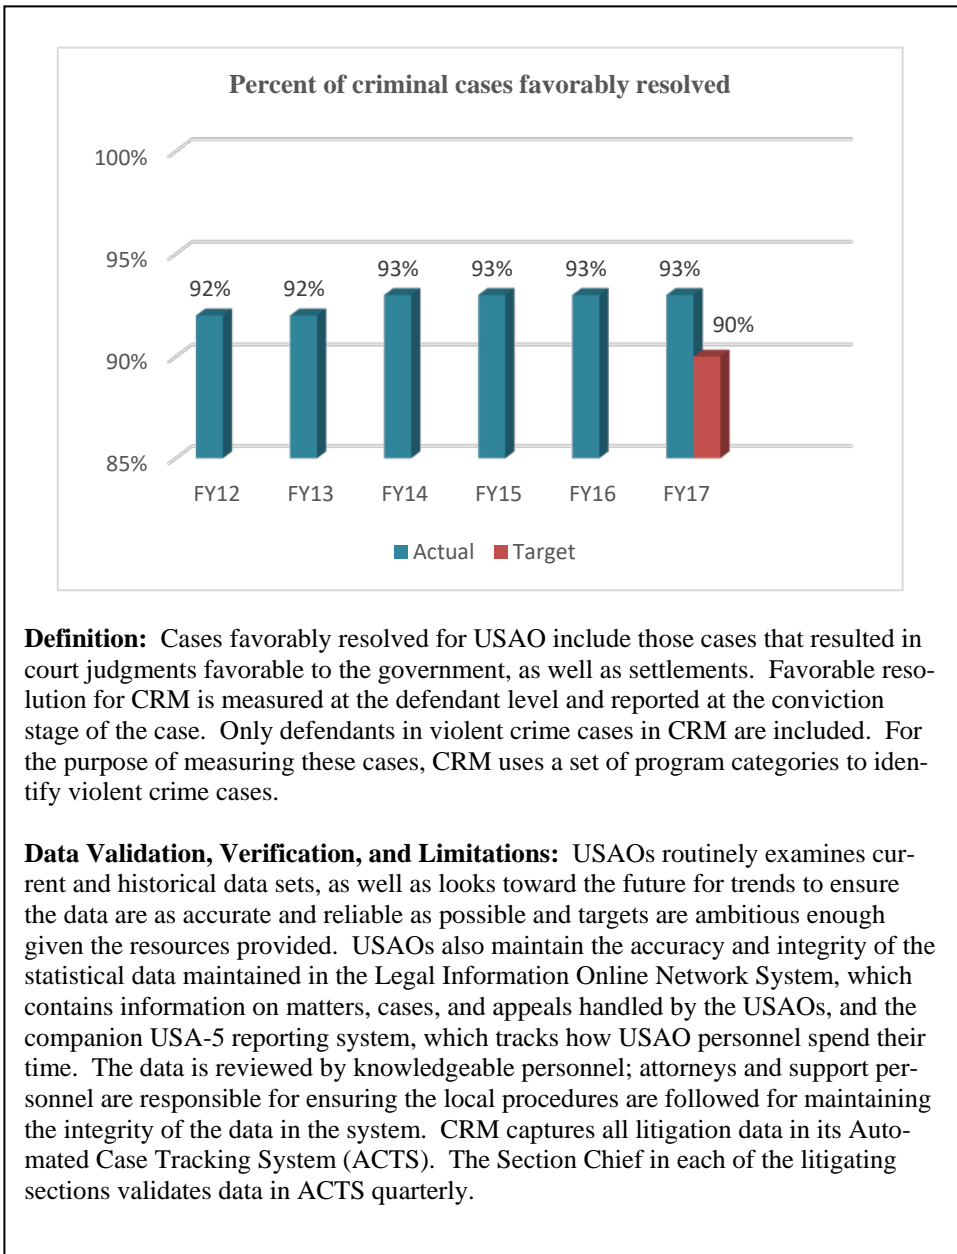 Percent of criminal cases favorably resolved
100%
95%
90%
85%
92%
92%
93%
93%
93%
93%
90%
FY12
FY13
FY14
FY15
FY16
FY17
Actual
Target
Definition: Cases favorably resolved for USAO include those cases that resulted in
court judgments favorable to the government, as well as settlements. Favorable reso-
lution for CRM is measured at the defendant level and reported at the conviction
stage of the case. Only defendants in violent crime cases in CRM are included. For
the purpose of measuring these cases, CRM uses a set of program categories to iden-
tify violent crime cases.
Data Validation, Verification, and Limitations: USAOs routinely examines cur-
rent and historical data sets, as well as looks toward the future for trends to ensure
the data are as accurate and reliable as possible and targets are ambitious enough
given the resources provided. USAOs also maintain the accuracy and integrity of the
statistical data maintained in the Legal Information Online Network System, which
contains information on matters, cases, and appeals handled by the USAOs, and the
companion USA-5 reporting system, which tracks how USAO personnel spend their
time. The data is reviewed by knowledgeable personnel; attorneys and support per-
sonnel are responsible for ensuring the local procedures are followed for maintaining
the integrity of the data in the system. CRM captures all litigation data in its Auto-
mated Case Tracking System (ACTS). The Section Chief in each of the litigating
sections validates data in ACTS quarterly.